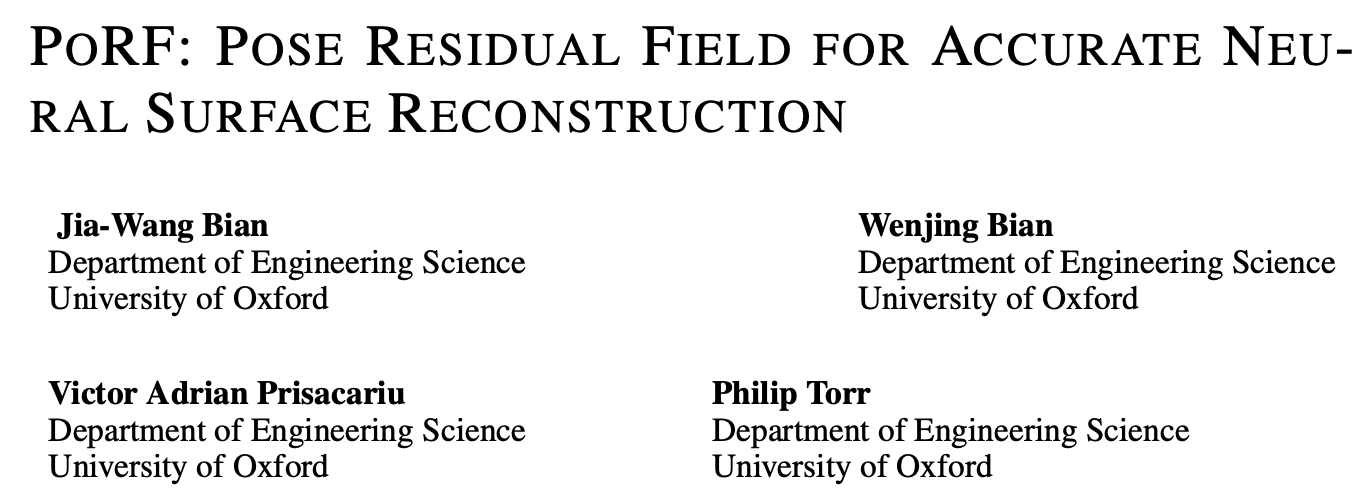 PORF: POSE RESIDUAL FIELD FOR ACCURATE NEU-
RAL SURFACE RECONSTRUCTION
Jia-Wang Bian
Department of Engineering Science
University of Oxford
Wenjing Bian
Department of Engineering Science
University of Oxford
Victor Adrian Prisacariu
Department of Engineering Science
University of Oxford
Philip Torr
Department of Engineering Science
University of Oxford